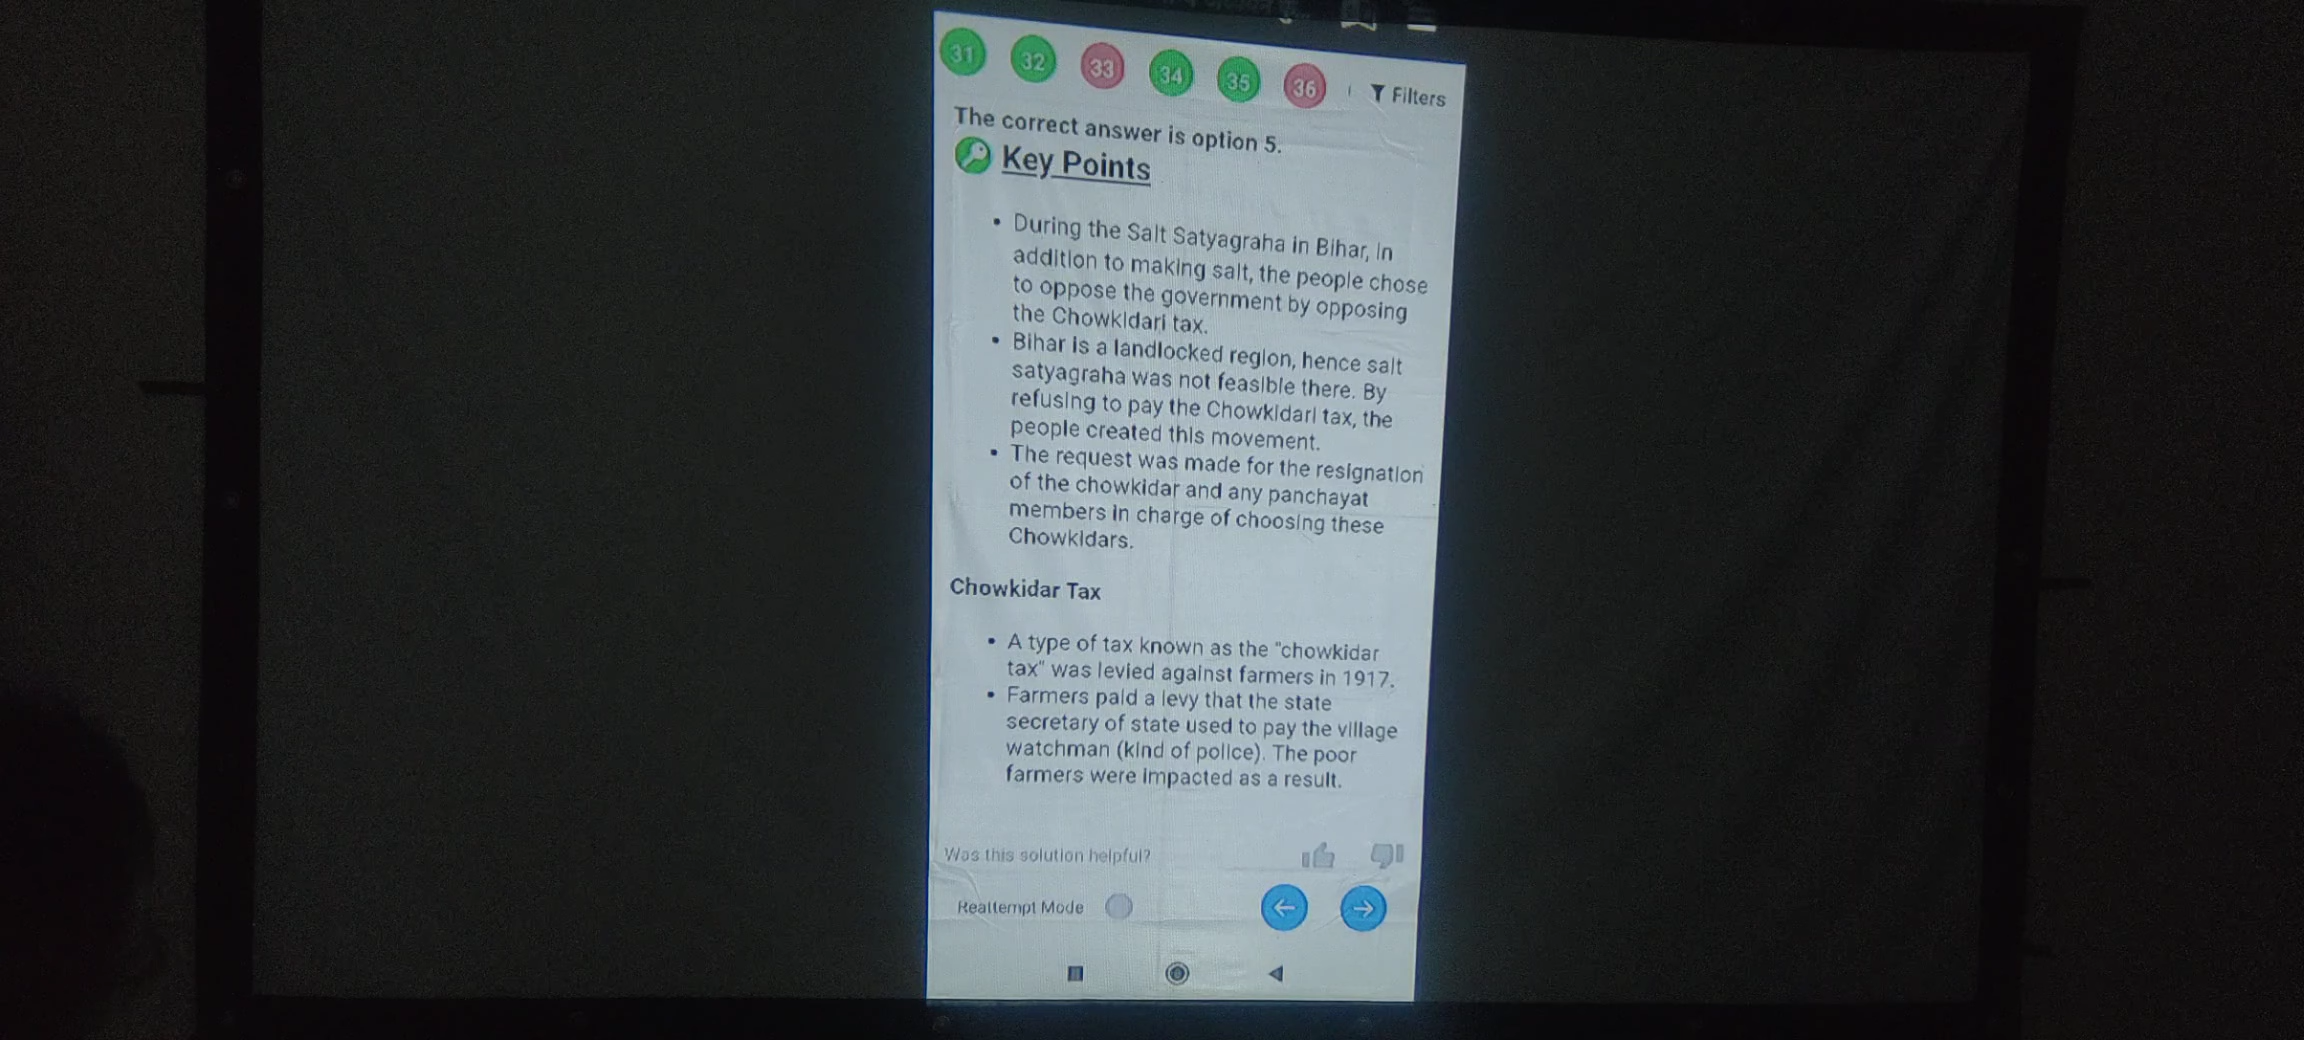 31 32 33 34 35 36 Filters
The correct answer is option 5.
Key Points
• During the Salt Satyagraha in Bihar, in
addition to making salt, the people chose
to oppose the government by opposing
the Chowkidari tax.
• Bihar is a landlocked region, hence salt
satyagraha was not feasible there. By
refusing to pay the Chowkidari tax, the
people created this movement.
• The request was made for the resignation
of the chowkidar and any panchayat
members in charge of choosing these
Chowkidars.
Chowkidar Tax
• A type of tax known as the "chowkidar
tax" was levied against farmers in 1917.
• Farmers paid a levy that the state
secretary of state used to pay the village
watchman (kind of police). The poor
farmers were impacted as a result.
Was this solution helpful?
Reattempt Mode